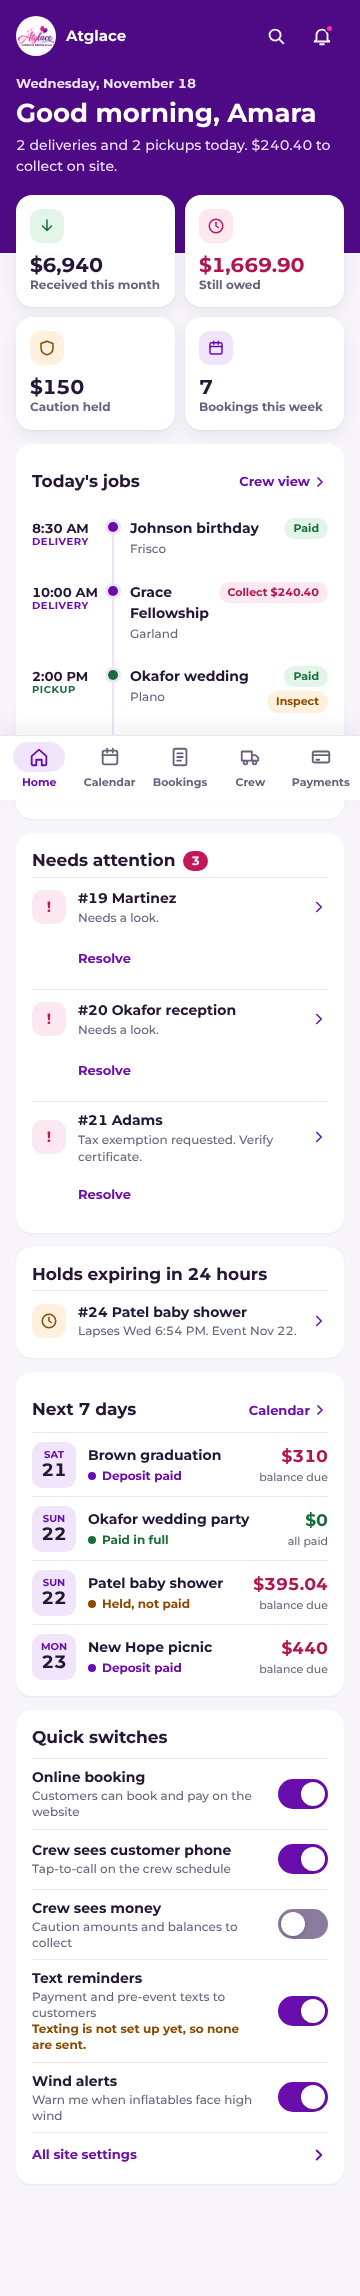 Atglace
Atglace
Wednesday, November 18
Good morning, Amara
2 deliveries and 2 pickups today. $240.40 to
collect on site.
$6,940
Received this month
$1,669.90
Still owed
$150
Caution held
7
Bookings this week
Today's jobs
Crew view
8:30 AM
DELIVERY
Johnson birthday
Frisco
Paid
10:00 AM
DELIVERY
Grace
Fellowship
Garland
Collect $240.40
2:00 PM
PICKUP
Okafor wedding
Plano
Paid
Inspect
Home
Calendar
Bookings
Crew
Payments
Needs attention 3
! #19 Martinez
Needs a look.
Resolve
! #20 Okafor reception
Needs a look.
Resolve
! #21 Adams
Tax exemption requested. Verify
certificate.
Resolve
Holds expiring in 24 hours
#24 Patel baby shower
Lapses Wed 6:54 PM. Event Nov 22.
Next 7 days
Calendar
SAT
21
Brown graduation
Deposit paid
$310
balance due
SUN
22
Okafor wedding party
Paid in full
$0
all paid
SUN
22
Patel baby shower
Held, not paid
$395.04
balance due
MON
23
New Hope picnic
Deposit paid
$440
balance due
Quick switches
Online booking
Customers can book and pay on the
website
Crew sees customer phone
Tap-to-call on the crew schedule
Crew sees money
Caution amounts and balances to
collect
Text reminders
Payment and pre-event texts to
customers
Texting is not set up yet, so none
are sent.
Wind alerts
Warn me when inflatables face high
wind
All site settings